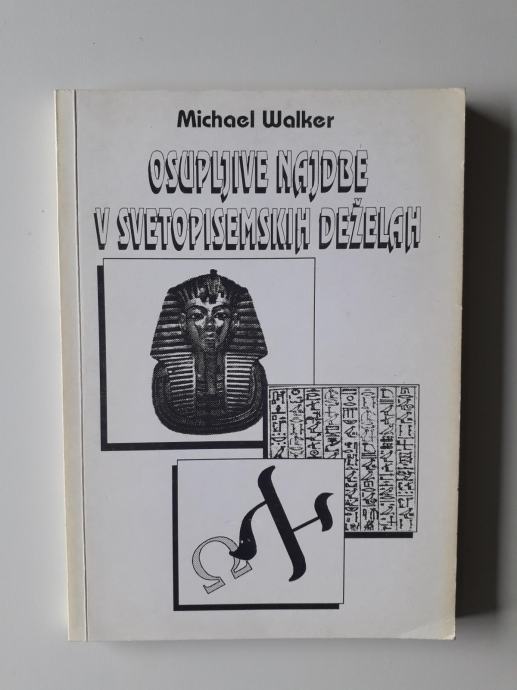 Michael Walker
OSUPLJIVE NAJDBE
V SVETOPISEMSKIH DEŽELAH